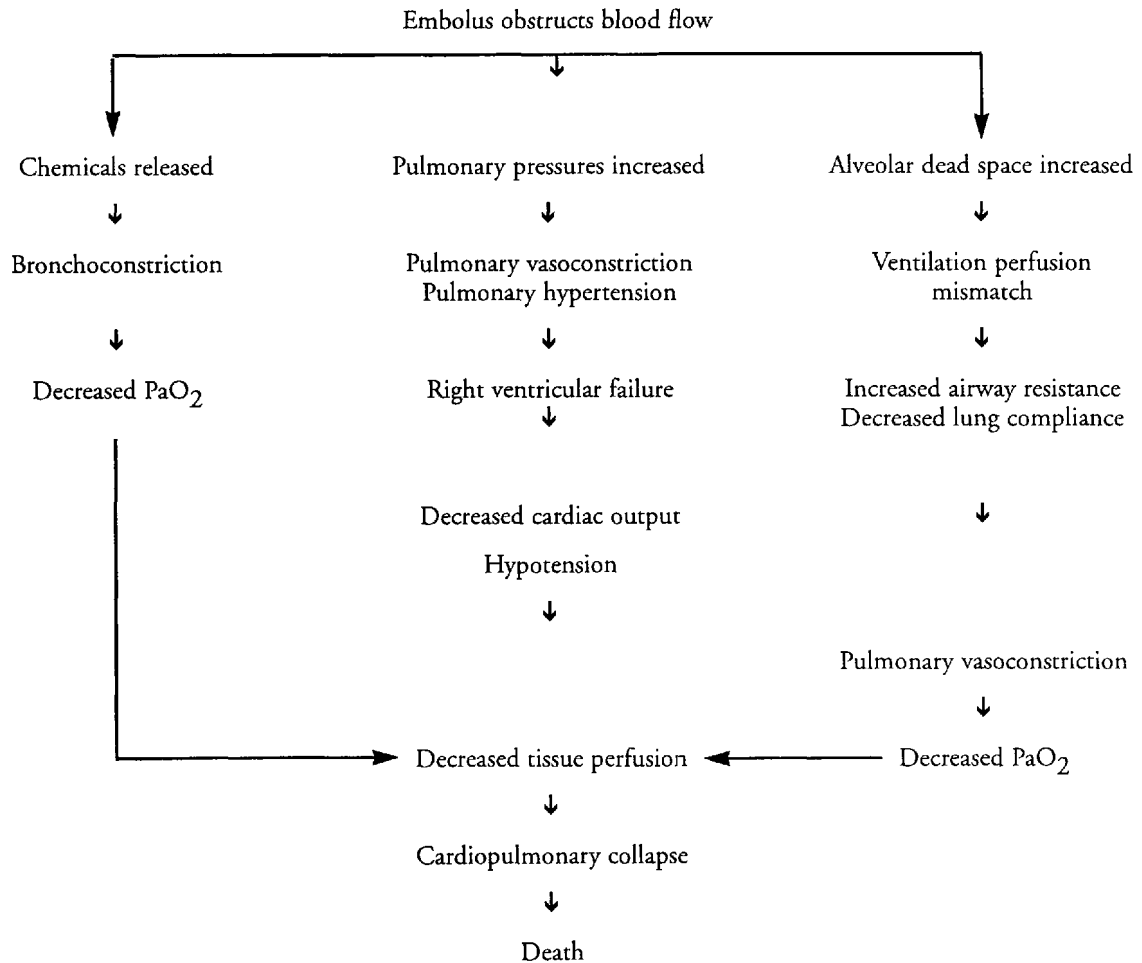 Embolus obstructs blood flow
Chemicals released
Pulmonary pressures increased
Alveolar dead space increased
Bronchoconstriction
Pulmonary vasoconstriction
Pulmonary hypertension
Ventilation perfusion
mismatch
Decreased PaO2
Right ventricular failure
Increased airway resistance
Decreased lung compliance
Decreased cardiac output
Hypotension
Pulmonary vasoconstriction
Decreased tissue perfusion
Decreased PaO2
Cardiopulmonary collapse
Death